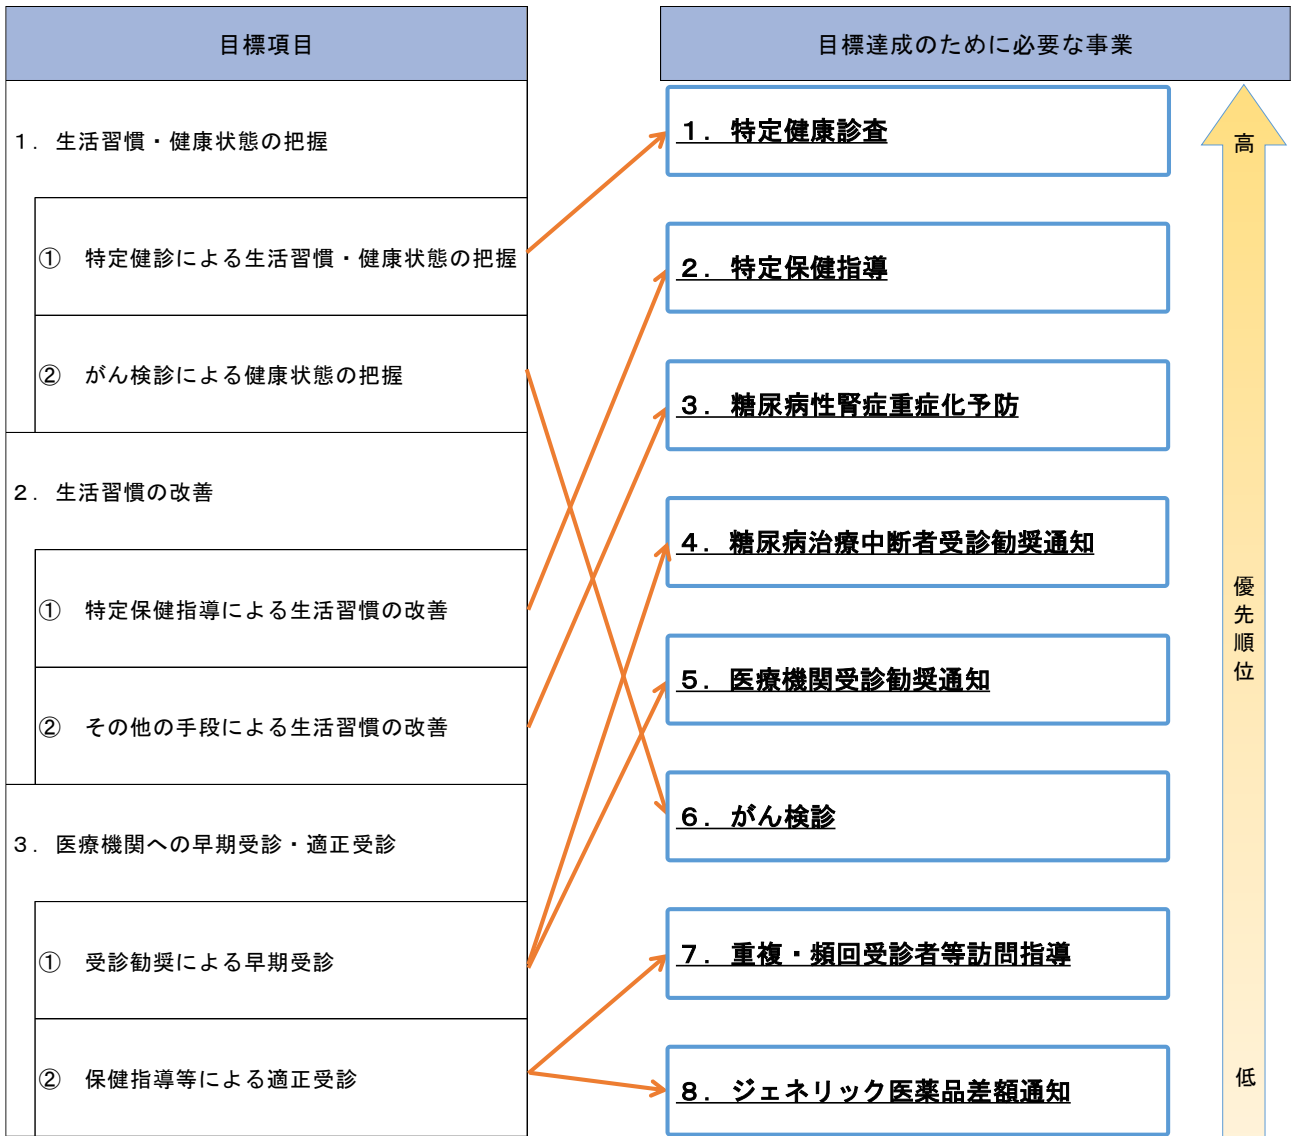 目標項目
1. 生活習慣・健康状態の把握
① 特定健診による生活習慣・健康状態の把握
② がん検診による健康状態の把握
2. 生活習慣の改善
① 特定保健指導による生活習慣の改善
② その他の手段による生活習慣の改善
3. 医療機関への早期受診・適正受診
① 受診勧奨による早期受診
② 保健指導等による適正受診
目標達成のために必要な事業
1. 特定健康診査
2. 特定保健指導
3. 糖尿病性腎症重症化予防
4. 糖尿病治療中断者受診勧奨通知
5. 医療機関受診勧奨通知
6. がん検診
7. 重複・頻回受診者等訪問指導
8. ジェネリック医薬品差額通知
高
優先順位
低